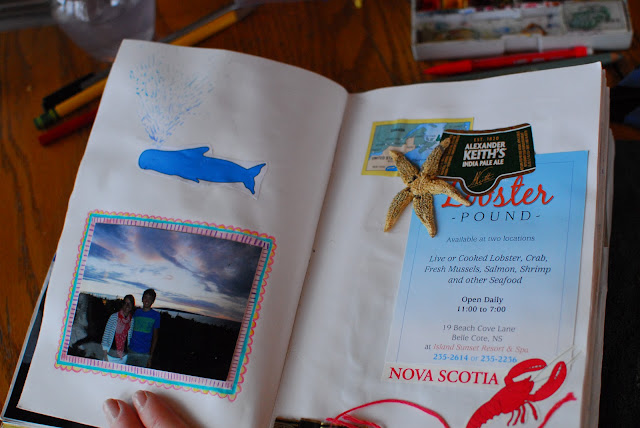 EST. 1820
ALEXANDER
KEITH'S
INDIA PALE ALE
Lobster
-POUND-
Available at two locations
Live or Cooked Lobster, Crab,
Fresh Mussels, Salmon, Shrimp
and other Seafood
Open Daily
11:00 to 7:00
19 Beach Cove Lane
Belle Cote, NS
at Island Sunset Resort & Spa
235-2614 or 235-2256
NOVA SCOTIA